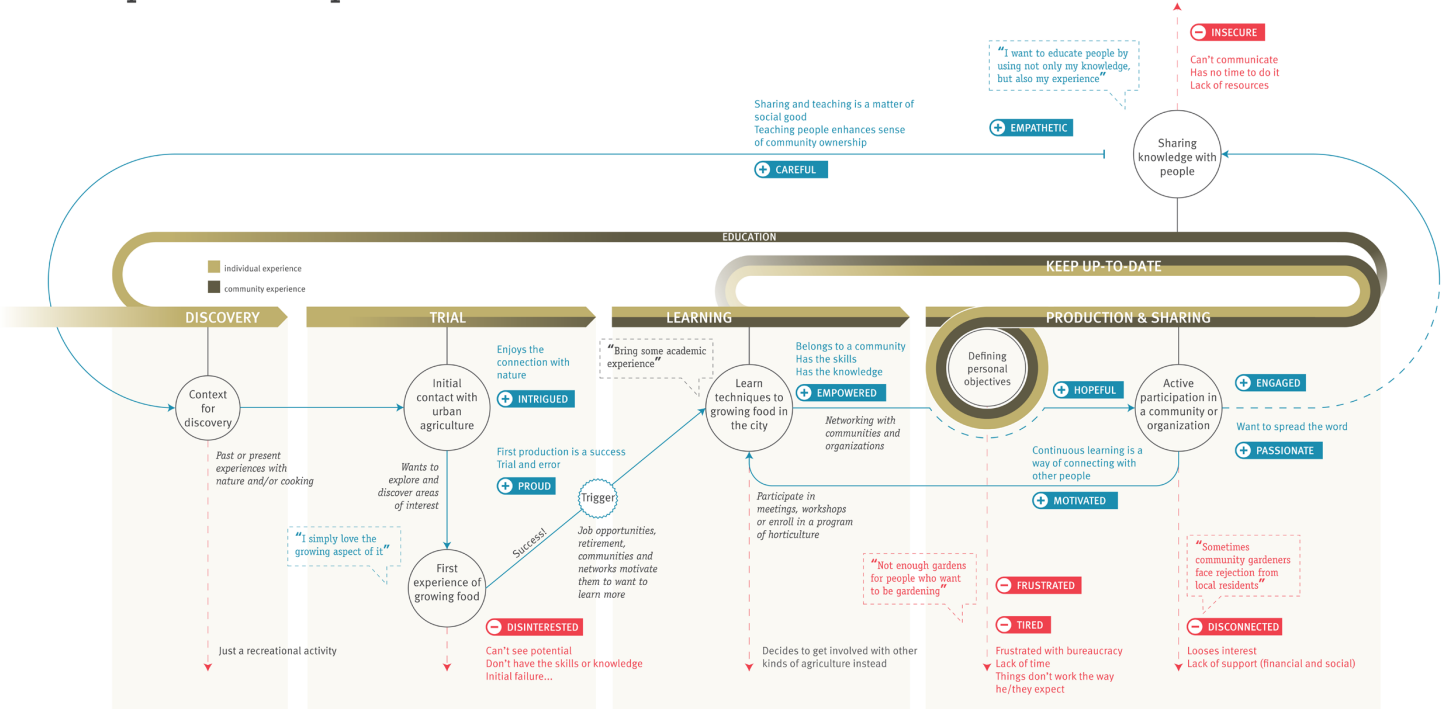 INSECURE
Can't communicate
Has no time to do it
Lack of resources
"I want to educate people by
using not only my knowledge,
but also my experience"
EMPATHETIC
Sharing and teaching is a matter of
social good
Teaching people enhances sense
of community ownership
CAREFUL
Sharing
knowledge with
people
EDUCATION
individual experience
community experience
KEEP UP-TO-DATE
DISCOVERY
TRIAL
LEARNING
PRODUCTION & SHARING
Context
for
discovery
Past or present
experiences with
nature and/or cooking
Just a recreational activity
Initial
contact with
urban
agriculture
Enjoys the
connection with
nature
INTRIGUED
Wants to
explore and
discover areas
of interest
First production is a success
Trial and error
PROUD
"I simply love the
growing aspect of it"
First
experience of
growing food
Success!
Trigger
Job opportunities,
retirement,
communities and
networks motivate
them to want to
learn more
DISINTERESTED
Can't see potential
Don't have the skills or knowledge
Initial failure...
"Bring some academic
experience"
Learn
techniques to
growing food in
the city
Belongs to a community
Has the skills
Has the knowledge
EMPOWERED
Networking with
communities and
organizations
Participate in
meetings, workshops
or enroll in a program
of horticulture
Decides to get involved with other
kinds of agriculture instead
Defining
personal
objectives
HOPEFUL
Active
participation in
a community or
organization
ENGAGED
Want to spread the word
PASSIONATE
Continuous learning is a
way of connecting with
other people
MOTIVATED
"Not enough gardens
for people who want
to be gardening"
FRUSTRATED
TIRED
Frustrated with bureaucracy
Lack of time
Things don't work the way
he/they expect
"Sometimes
community gardeners
face rejection from
local residents"
DISCONNECTED
Looses interest
Lack of support (financial and social)